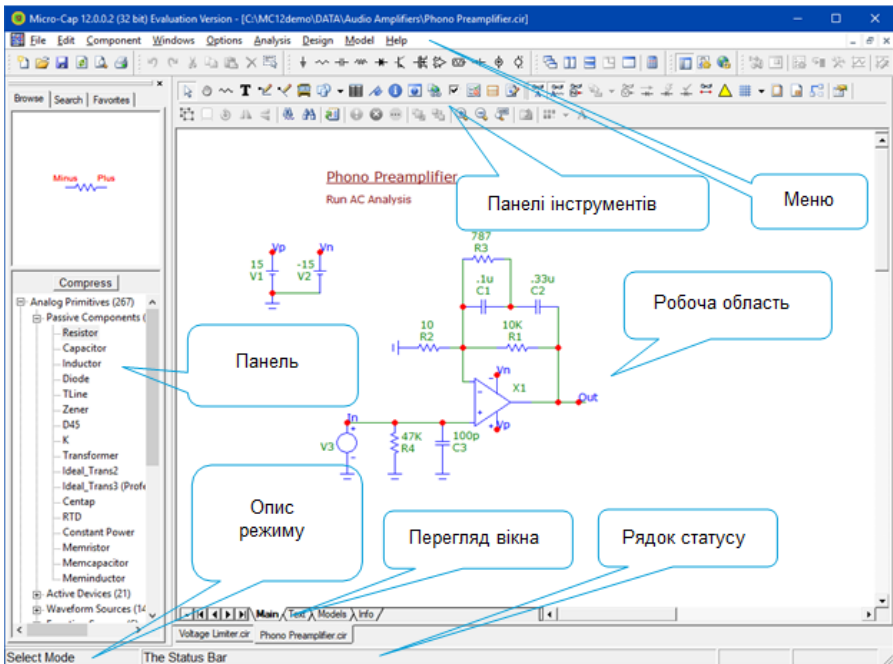 Micro-Cap 12.0.0.2 (32 bit) Evaluation Version - [C:\MC12demo\DATA\Audio Amplifiers\Phono Preamplifier.cir]
File Edit Component Windows Options Analysis Design Model Help
Browse Search Favorites
Minus Plus
Compress
Analog Primitives (267)
Passive Components (
Resistor
Capacitor
Inductor
Diode
TLine
Zener
D45
K
Transformer
Ideal_Trans2
Ideal_Trans3 (Profe
Centap
RTD
Constant Power
Memristor
Memcapacitor
Meminductor
Active Devices (21)
Waveform Sources (14
Phono Preamplifier
Run AC Analysis
Панелі інструментів
Меню
Робоча область
Панель
Опис
режиму
Перегляд вікна
Рядок статусу
Vp
Vn
15
V1
-15
V2
787
R3
.1u
C1
.33u
C2
10
R2
10K
R1
Vn
X1
Out
Vp
In
V3
47K
R4
100p
C3
Main Text Models Info
Voltage Limiter.cir Phono Preamplifier.cir
Select Mode
The Status Bar